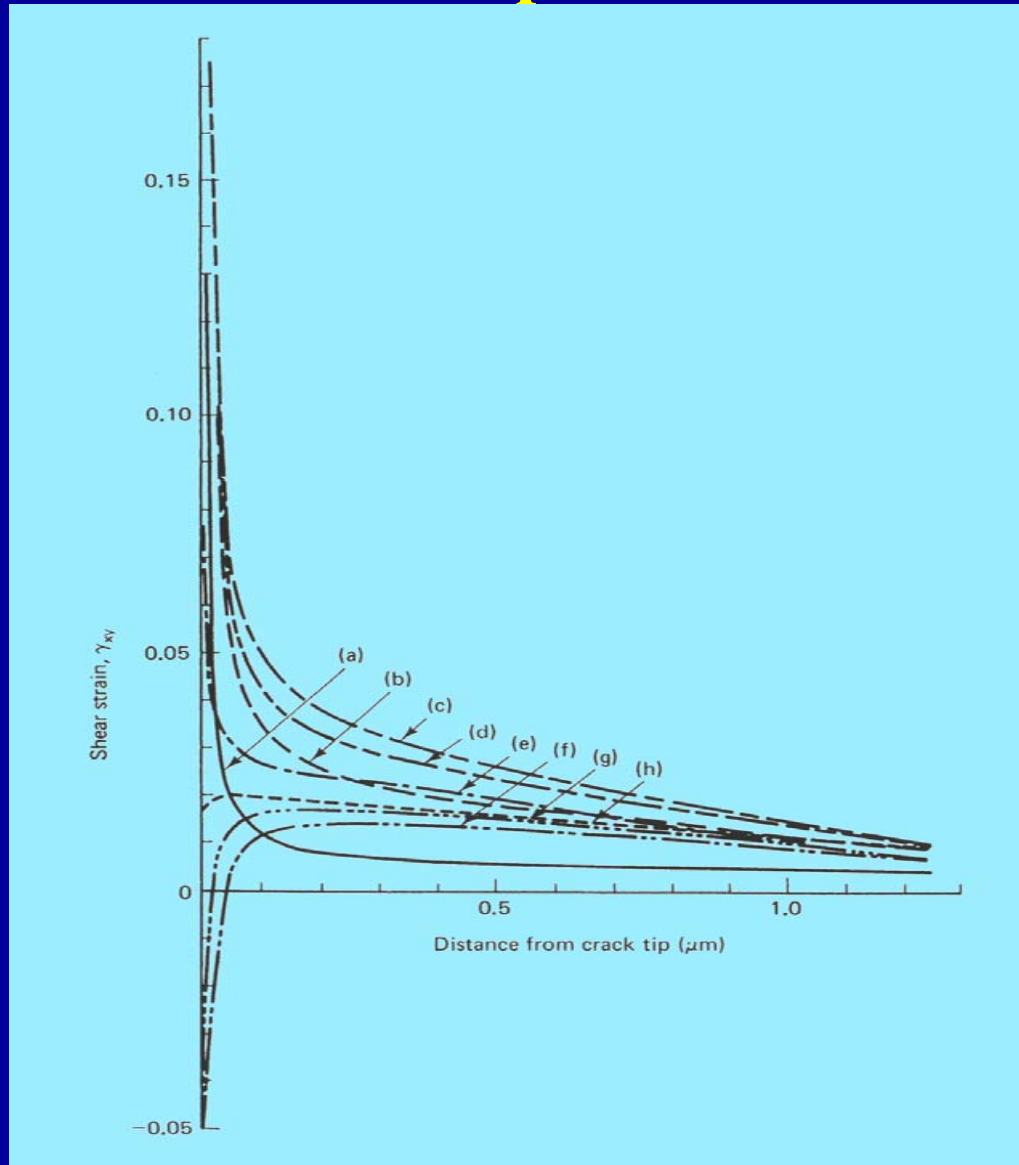 0.15
0.10
0.05
0
−0.05
Shear strain, γxy
(a)
(b)
(c)
(d)
(e)
(f)
(g)
(h)
0.5
1.0
Distance from crack tip (μm)